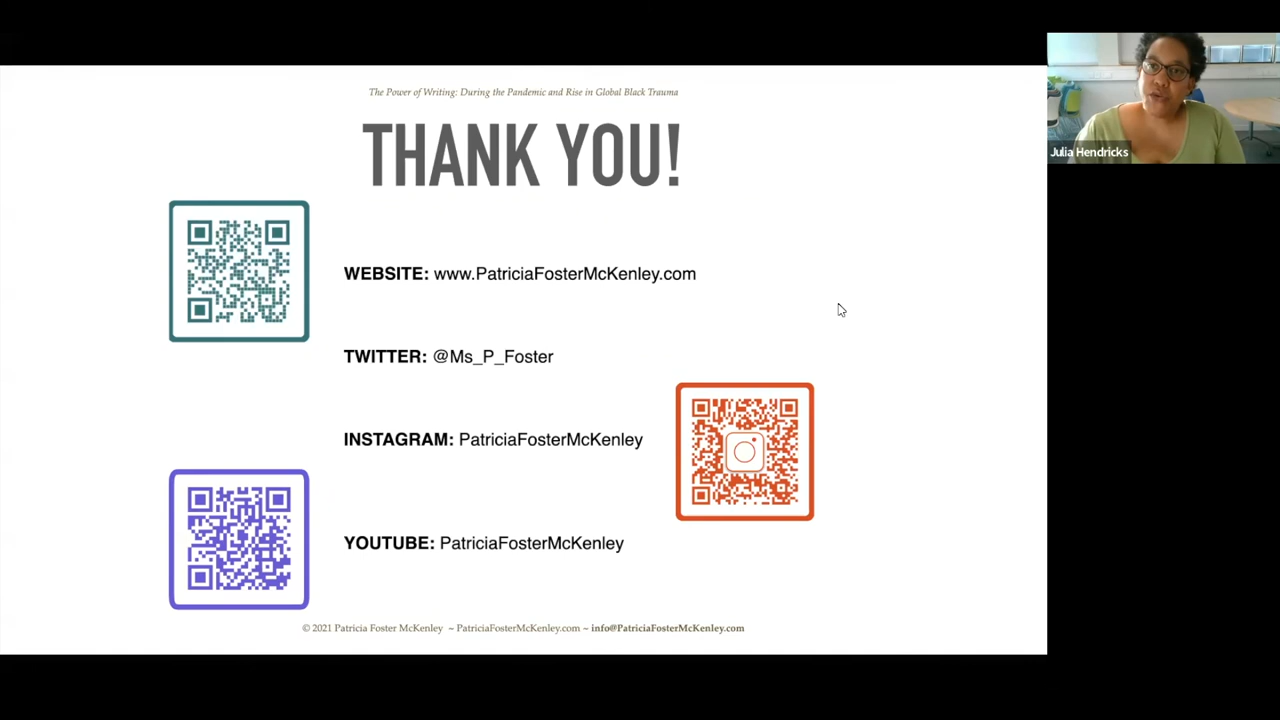 The Power of Writing: During the Pandemic and Rise in Global Black Trauma
THANK YOU!
WEBSITE: www.PatriciaFosterMcKenley.com
TWITTER: @Ms_P_Foster
INSTAGRAM: PatriciaFosterMcKenley
YOUTUBE: PatriciaFosterMcKenley
© 2021 Patricia Foster McKenley ~ PatriciaFosterMcKenley.com ~ info@PatriciaFosterMcKenley.com
Julia Hendricks